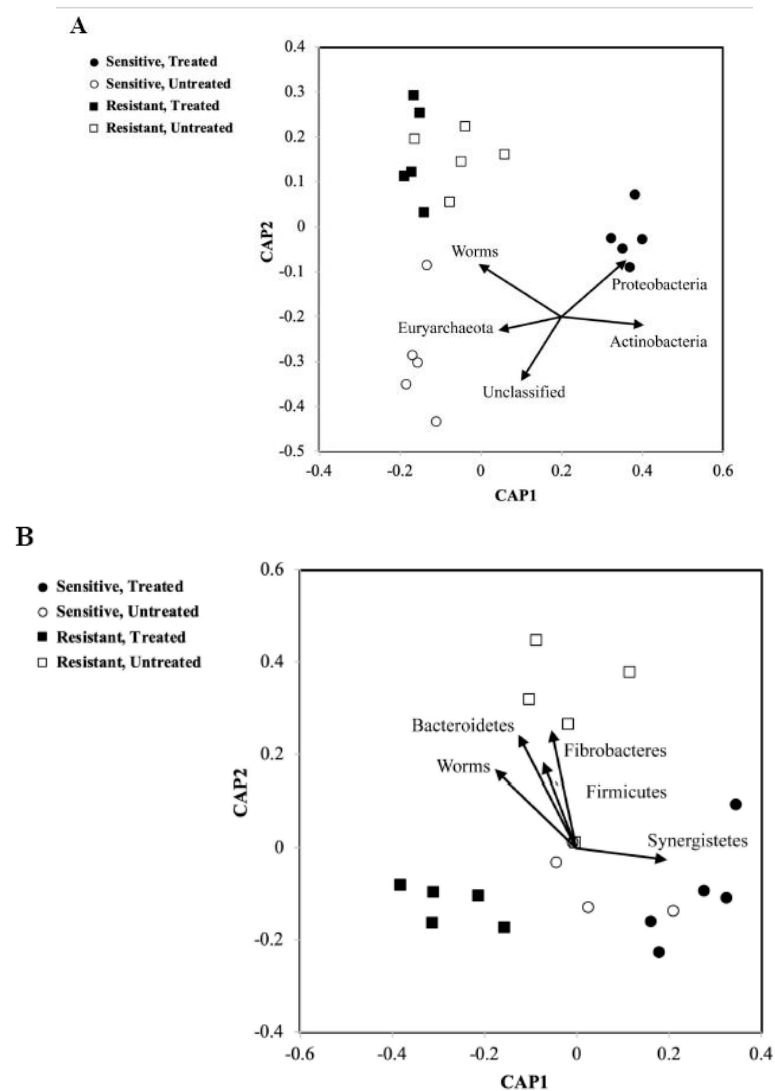 A
Sensitive, Treated
Sensitive, Untreated
Resistant, Treated
Resistant, Untreated
0.4
0.3
0.2
0.1
0
-0.1
-0.2
-0.3
-0.4
-0.5
CAP2
Worms
Proteobacteria
Euryarchaeota
Actinobacteria
Unclassified
-0.4 -0.2 0 0.2 0.4 0.6
CAP1
B
Sensitive, Treated
Sensitive, Untreated
Resistant, Treated
Resistant, Untreated
0.6
0.4
0.2
0
-0.2
-0.4
CAP2
Bacteroidetes
Fibrobacteres
Worms
Firmicutes
Synergistetes
-0.6 -0.4 -0.2 0 0.2 0.4
CAP1